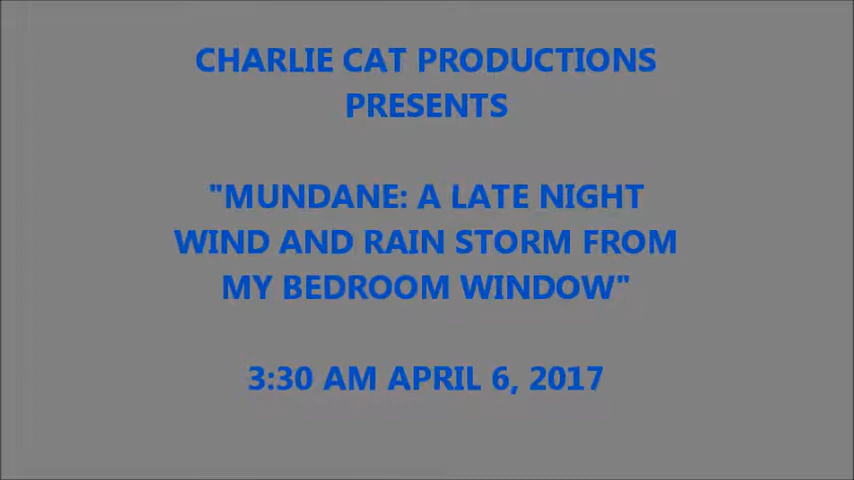 CHARLIE CAT PRODUCTIONS
PRESENTS
"MUNDANE: A LATE NIGHT
WIND AND RAIN STORM FROM
MY BEDROOM WINDOW"
3:30 AM APRIL 6, 2017